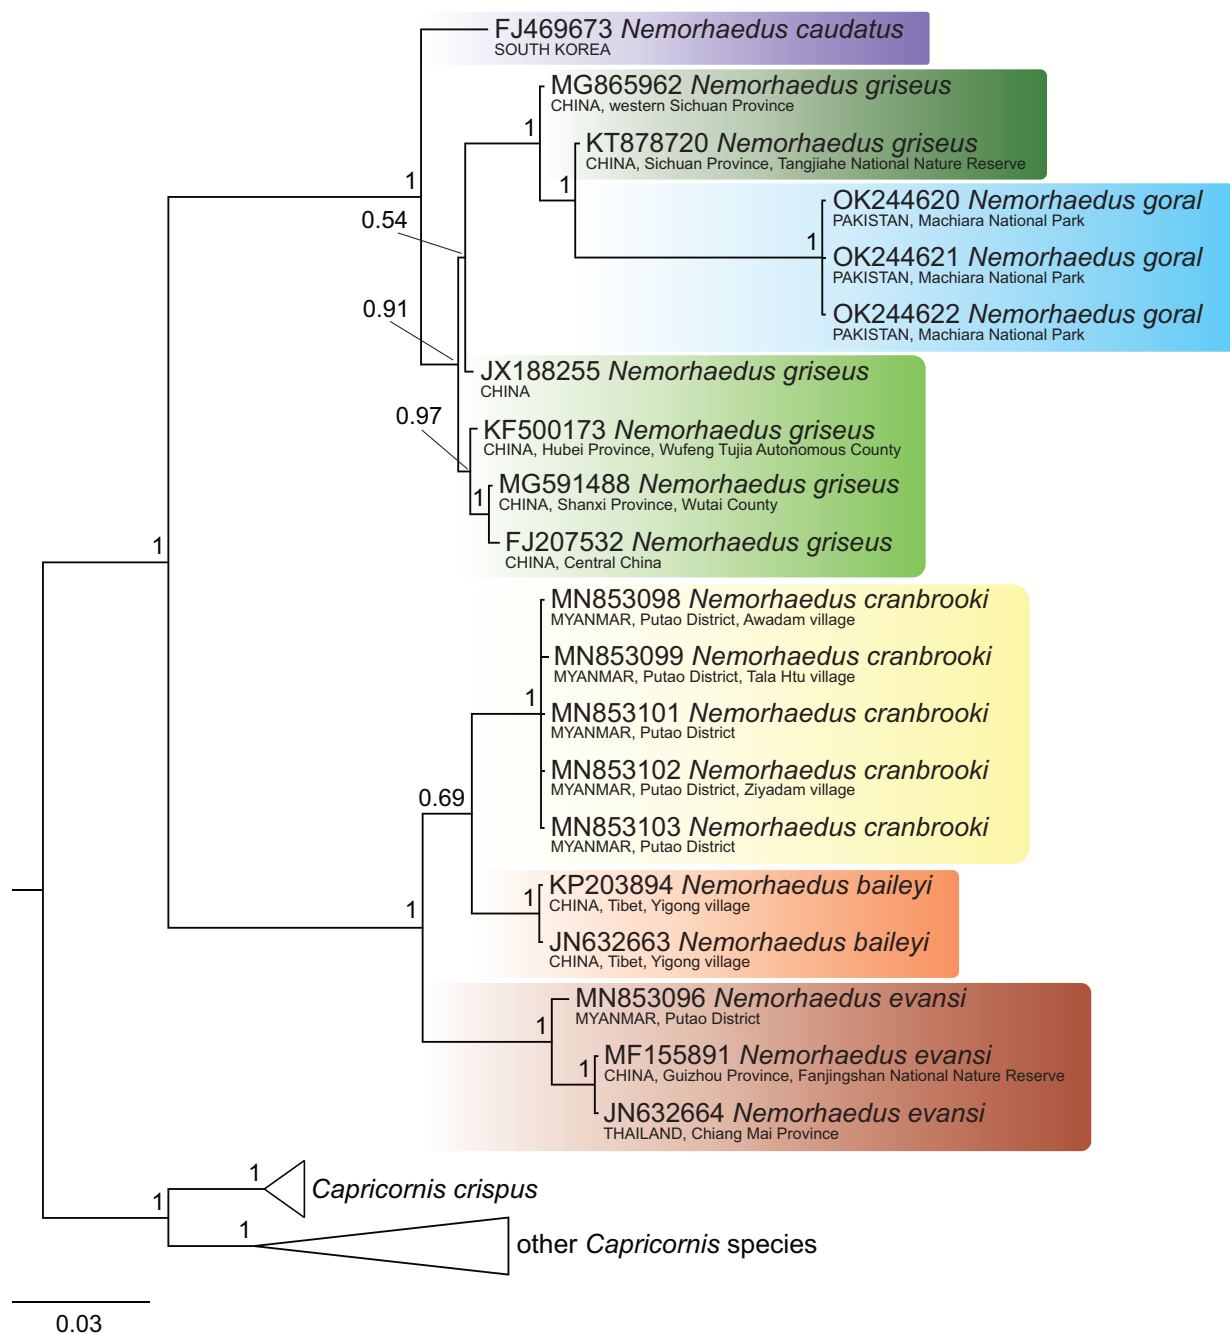 FJ469673 Nemorhaedus caudatus
SOUTH KOREA
MG865962 Nemorhaedus griseus
CHINA, western Sichuan Province
1
KT878720 Nemorhaedus griseus
CHINA, Sichuan Province, Tangjiahe National Nature Reserve
1
1
OK244620 Nemorhaedus goral
PAKISTAN, Machiara National Park
0.54
1
OK244621 Nemorhaedus goral
PAKISTAN, Machiara National Park
0.91
OK244622 Nemorhaedus goral
PAKISTAN, Machiara National Park
JX188255 Nemorhaedus griseus
CHINA
0.97
KF500173 Nemorhaedus griseus
CHINA, Hubei Province, Wufeng Tujia Autonomous County
1
MG591488 Nemorhaedus griseus
CHINA, Shanxi Province, Wutai County
1
FJ207532 Nemorhaedus griseus
CHINA, Central China
MN853098 Nemorhaedus cranbrooki
MYANMAR, Putao District, Awadam village
MN853099 Nemorhaedus cranbrooki
MYANMAR, Putao District, Tala Htu village
1
MN853101 Nemorhaedus cranbrooki
MYANMAR, Putao District
MN853102 Nemorhaedus cranbrooki
MYANMAR, Putao District, Ziyadam village
0.69
MN853103 Nemorhaedus cranbrooki
MYANMAR, Putao District
1
KP203894 Nemorhaedus baileyi
CHINA, Tibet, Yigong village
1
JN632663 Nemorhaedus baileyi
CHINA, Tibet, Yigong village
MN853096 Nemorhaedus evansi
MYANMAR, Putao District
1
1
MF155891 Nemorhaedus evansi
CHINA, Guizhou Province, Fanjingshan National Nature Reserve
JN632664 Nemorhaedus evansi
THAILAND, Chiang Mai Province
1
Capricornis crispus
1
1
other Capricornis species
0.03